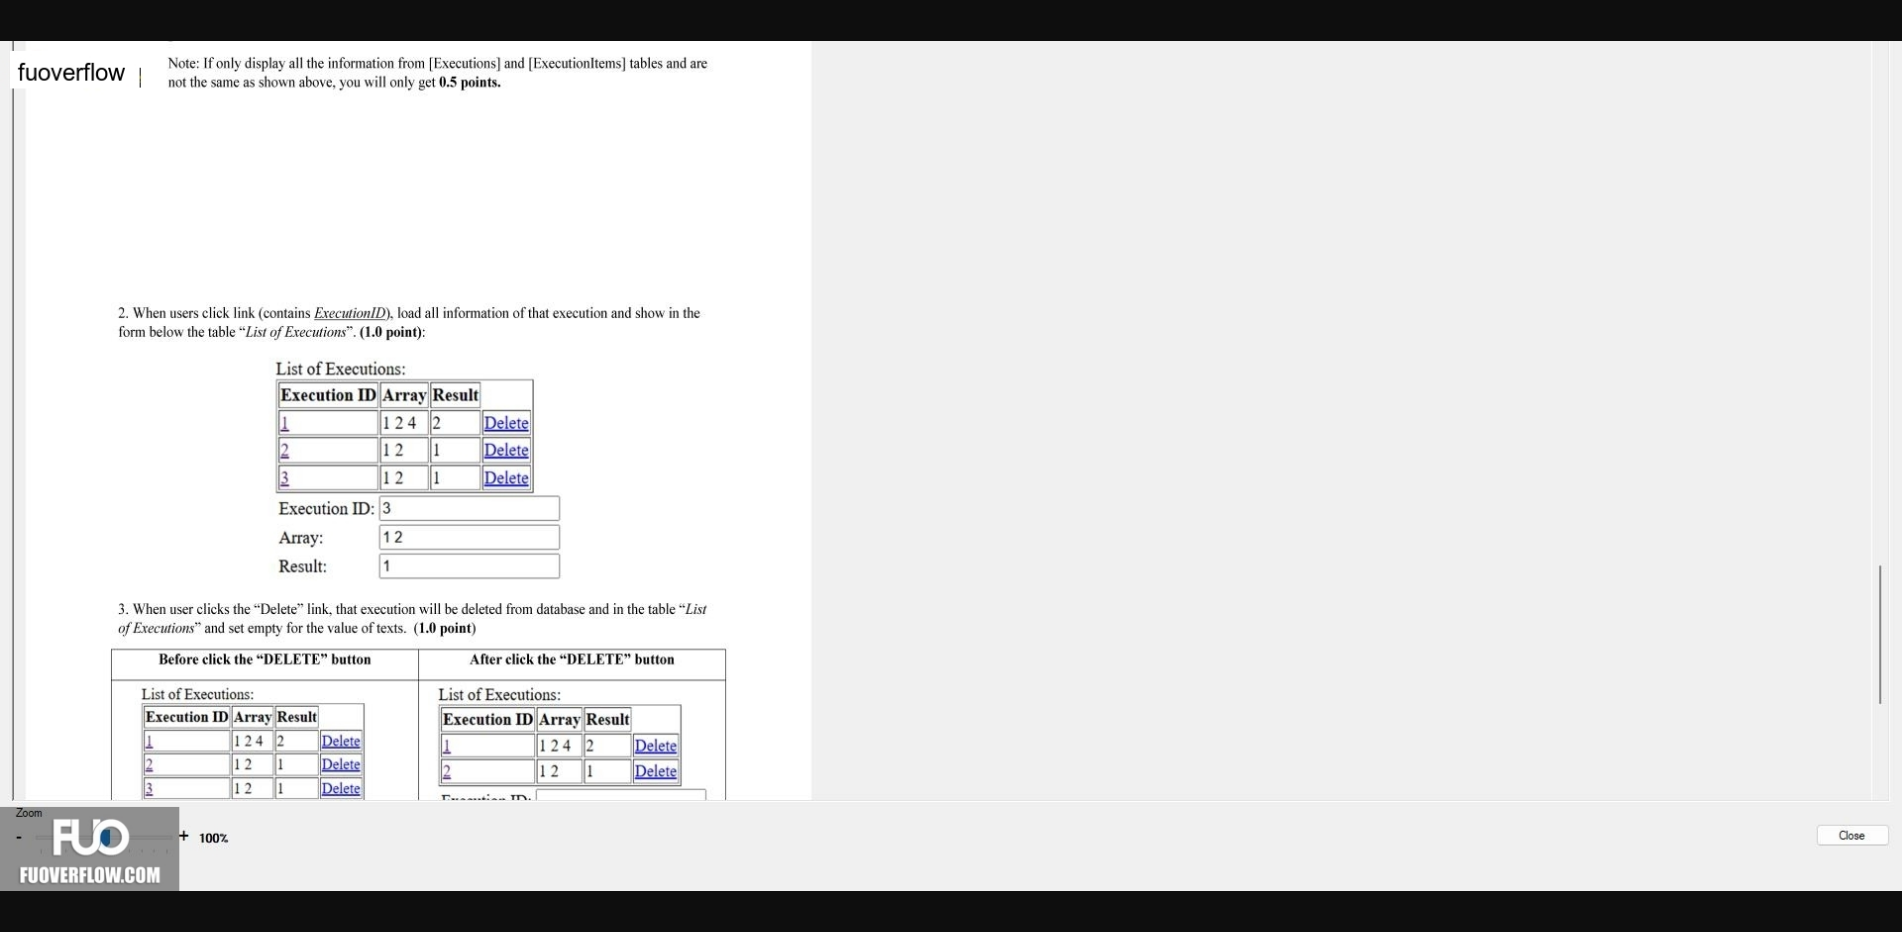 fuoverflow
Note: If only display all the information from [Executions] and [ExecutionItems] tables and are
not the same as shown above, you will only get 0.5 points.
2. When users click link (contains ExecutionID), load all information of that execution and show in the
form below the table “List of Executions”. (1.0 point):
List of Executions:
Execution ID Array Result
1 1 2 4 2 Delete
2 1 2 1 Delete
3 1 2 1 Delete
Execution ID: 3
Array: 1 2
Result: 1
3. When user clicks the “Delete” link, that execution will be deleted from database and in the table “List
of Executions” and set empty for the value of texts. (1.0 point)
Before click the “DELETE” button
After click the “DELETE” button
List of Executions:
Execution ID Array Result
1 1 2 4 2 Delete
2 1 2 1 Delete
3 1 2 1 Delete
List of Executions:
Execution ID Array Result
1 1 2 4 2 Delete
2 1 2 1 Delete
Execution ID:
Zoom
- + 100%
FUO
FUOVERFLOW.COM
Close